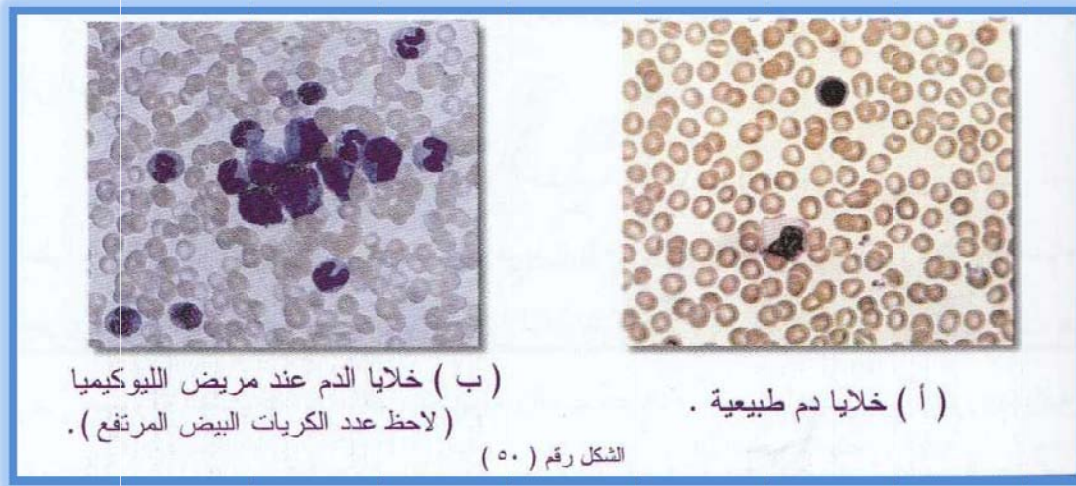 ( أ ) خلايا دم طبيعية .
( ب ) خلايا الدم عند مريض الليوكيميا
( لاحظ عدد الكريات البيض المرتفع ) .
الشكل رقم ( ٥٠ )